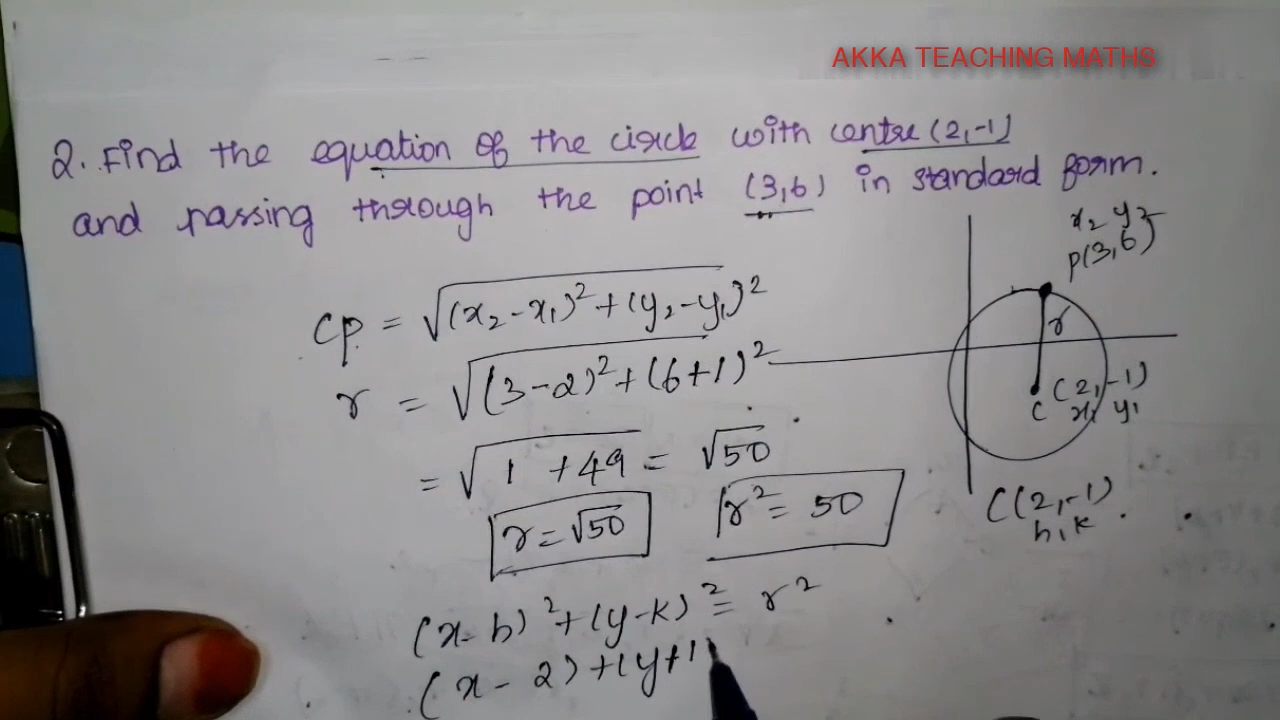 AKKA TEACHING MATHS
2. Find the equation of the circle with centre (2,-1)
and passing through the point (3,6) in standard form.
x₂ y₂
P(3,6)
CP = √(x₂-x₁)² + (y₂-y₁)²
r
r = √(3-2)² + (6+1)²
C (2,-1)
x₁ y₁
= √1 + 49 = √50
r = √50 r² = 50
C(2,-1)
h,k
(x-h)² + (y-k)² = r²
(x-2) + (y+1